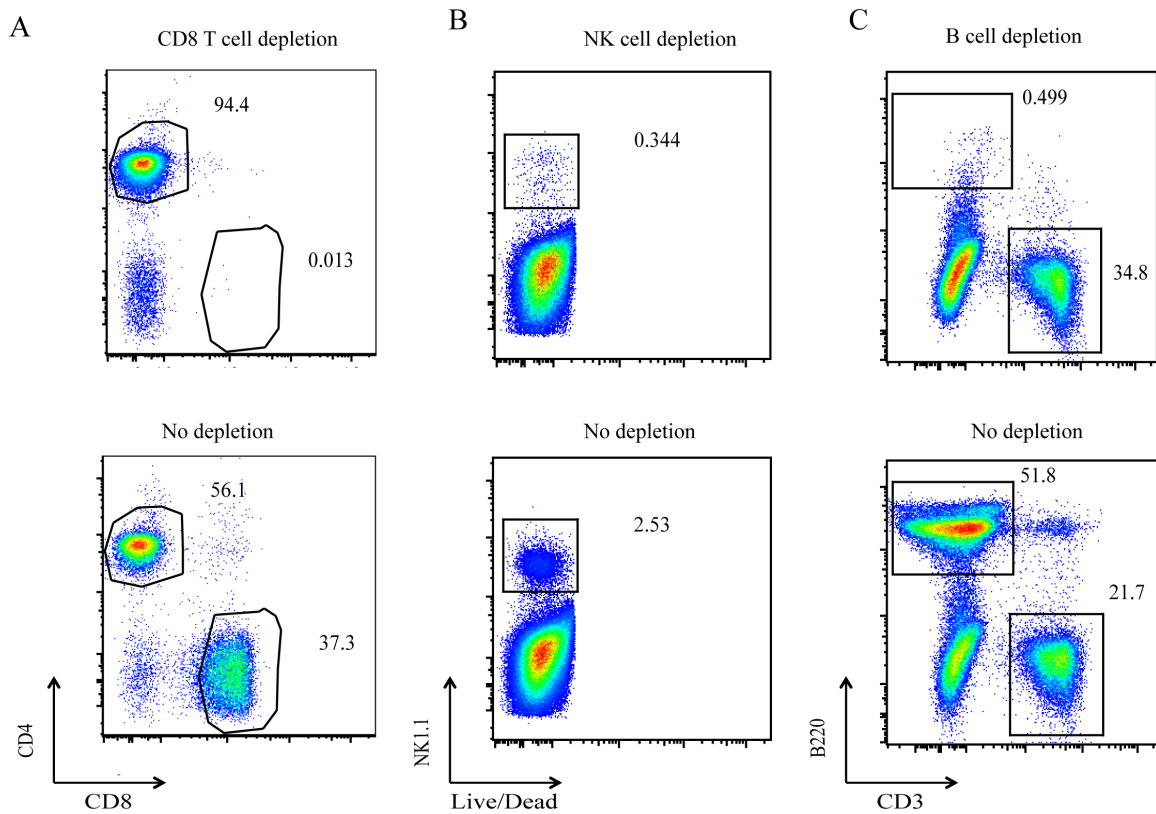 A
B
C
CD8 T cell depletion
NK cell depletion
B cell depletion
94.4
0.013
0.344
0.499
34.8
No depletion
No depletion
No depletion
56.1
37.3
2.53
51.8
21.7
CD4
CD8
NK1.1
Live/Dead
B220
CD3